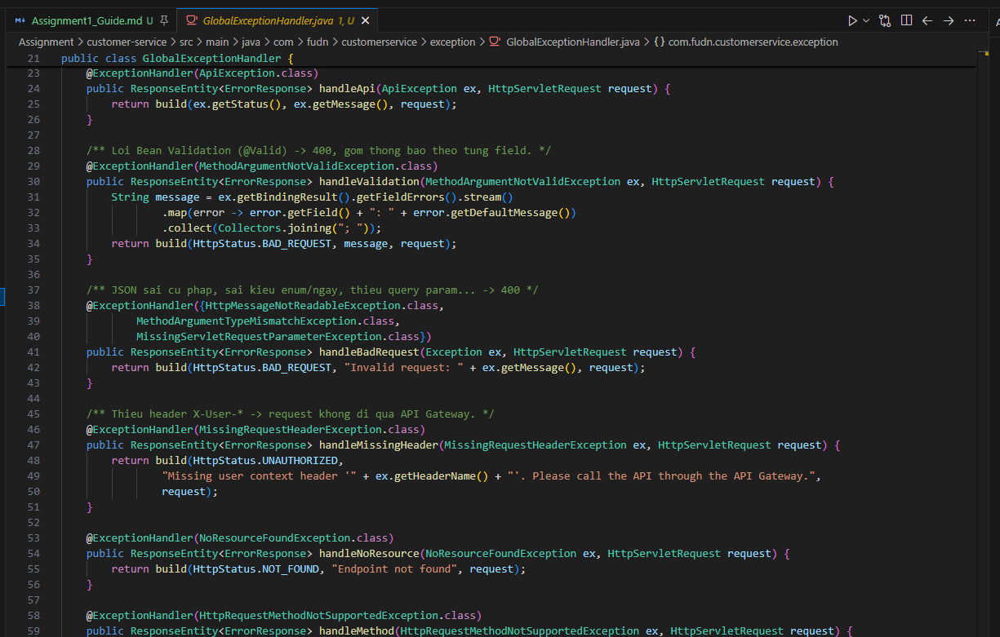 Assignment1_Guide.md U
GlobalExceptionHandler.java 1, U
Assignment > customer-service > src > main > java > com > fudn > customerservice > exception > GlobalExceptionHandler.java > {} com.fudn.customerservice.exception
21 public class GlobalExceptionHandler {
23     @ExceptionHandler(ApiException.class)
24     public ResponseEntity<ErrorResponse> handleApi(ApiException ex, HttpServletRequest request) {
25         return build(ex.getStatus(), ex.getMessage(), request);
26     }
27
28     /** Loi Bean Validation (@Valid) -> 400, gom thong bao theo tung field. */
29     @ExceptionHandler(MethodArgumentNotValidException.class)
30     public ResponseEntity<ErrorResponse> handleValidation(MethodArgumentNotValidException ex, HttpServletRequest request) {
31         String message = ex.getBindingResult().getFieldErrors().stream()
32                 .map(error -> error.getField() + ": " + error.getDefaultMessage())
33                 .collect(Collectors.joining("; "));
34         return build(HttpStatus.BAD_REQUEST, message, request);
35     }
36
37     /** JSON sai cu phap, sai kieu enum/ngay, thieu query param... -> 400 */
38     @ExceptionHandler({HttpMessageNotReadableException.class,
39             MethodArgumentTypeMismatchException.class,
40             MissingServletRequestParameterException.class})
41     public ResponseEntity<ErrorResponse> handleBadRequest(Exception ex, HttpServletRequest request) {
42         return build(HttpStatus.BAD_REQUEST, "Invalid request: " + ex.getMessage(), request);
43     }
44
45     /** Thieu header X-User-* -> request khong di qua API Gateway. */
46     @ExceptionHandler(MissingRequestHeaderException.class)
47     public ResponseEntity<ErrorResponse> handleMissingHeader(MissingRequestHeaderException ex, HttpServletRequest request) {
48         return build(HttpStatus.UNAUTHORIZED,
49                 "Missing user context header '" + ex.getHeaderName() + "'. Please call the API through the API Gateway.",
50                 request);
51     }
52
53     @ExceptionHandler(NoResourceFoundException.class)
54     public ResponseEntity<ErrorResponse> handleNoResource(NoResourceFoundException ex, HttpServletRequest request) {
55         return build(HttpStatus.NOT_FOUND, "Endpoint not found", request);
56     }
57
58     @ExceptionHandler(HttpRequestMethodNotSupportedException.class)
59     public ResponseEntity<ErrorResponse> handleMethod(HttpRequestMethodNotSupportedException ex, HttpServletRequest request) {